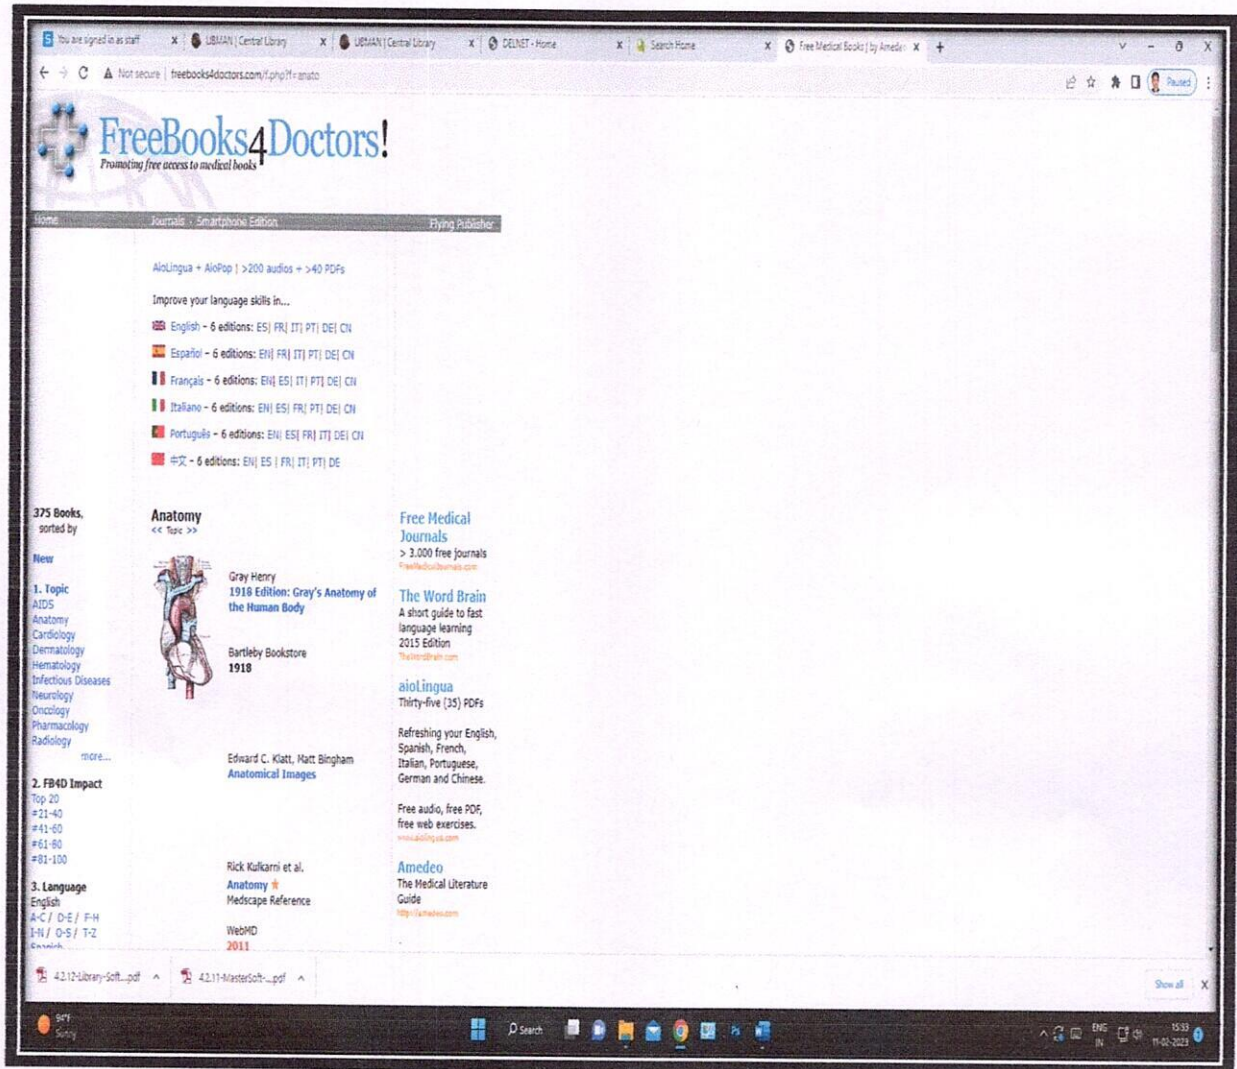 You are signed in as staff
LIBMAN | Central Library
LIBMAN | Central Library
DELNET - Home
Search Home
Free Medical Books | by Amedeo
Not secure | freebooks4doctors.com/f.php?f=anato
Paused
FreeBooks4Doctors!
Promoting free access to medical books
Home Journals - Smartphone Edition Flying Publisher
AioLingua + AioPop | >200 audios + >40 PDFs
Improve your language skills in...
English - 6 editions: ES| FR| IT| PT| DE| CN
Español - 6 editions: EN| FR| IT| PT| DE| CN
Français - 6 editions: EN| ES| IT| PT| DE| CN
Italiano - 6 editions: EN| ES| FR| PT| DE| CN
Português - 6 editions: EN| ES| FR| IT| DE| CN
中文 - 6 editions: EN| ES | FR| IT| PT| DE
375 Books,
sorted by
New
1. Topic
AIDS
Anatomy
Cardiology
Dermatology
Hematology
Infectious Diseases
Neurology
Oncology
Pharmacology
Radiology
more...
2. FB4D Impact
Top 20
#21-40
#41-60
#61-80
#81-100
3. Language
English
A-C / D-E / F-H
I-N / O-S / T-Z
Spanish
Anatomy
<< Topic >>
Gray Henry
1918 Edition: Gray's Anatomy of
the Human Body
Bartleby Bookstore
1918
Edward C. Klatt, Matt Bingham
Anatomical Images
Rick Kulkarni et al.
Anatomy
Medscape Reference
WebMD
2011
Free Medical
Journals
> 3.000 free journals
FreeMedicalJournals.com
The Word Brain
A short guide to fast
language learning
2015 Edition
TheWordBrain.com
aioLingua
Thirty-five (35) PDFs
Refreshing your English,
Spanish, French,
Italian, Portuguese,
German and Chinese.
Free audio, free PDF,
free web exercises.
www.aiolingua.com
Amedeo
The Medical Literature
Guide
http://amedeo.com
4.2.12-Library-Soft....pdf
4.2.11-MasterSoft-....pdf
Show all
94°F
Sunny
Search
ENG
IN
15:53
11-02-2023